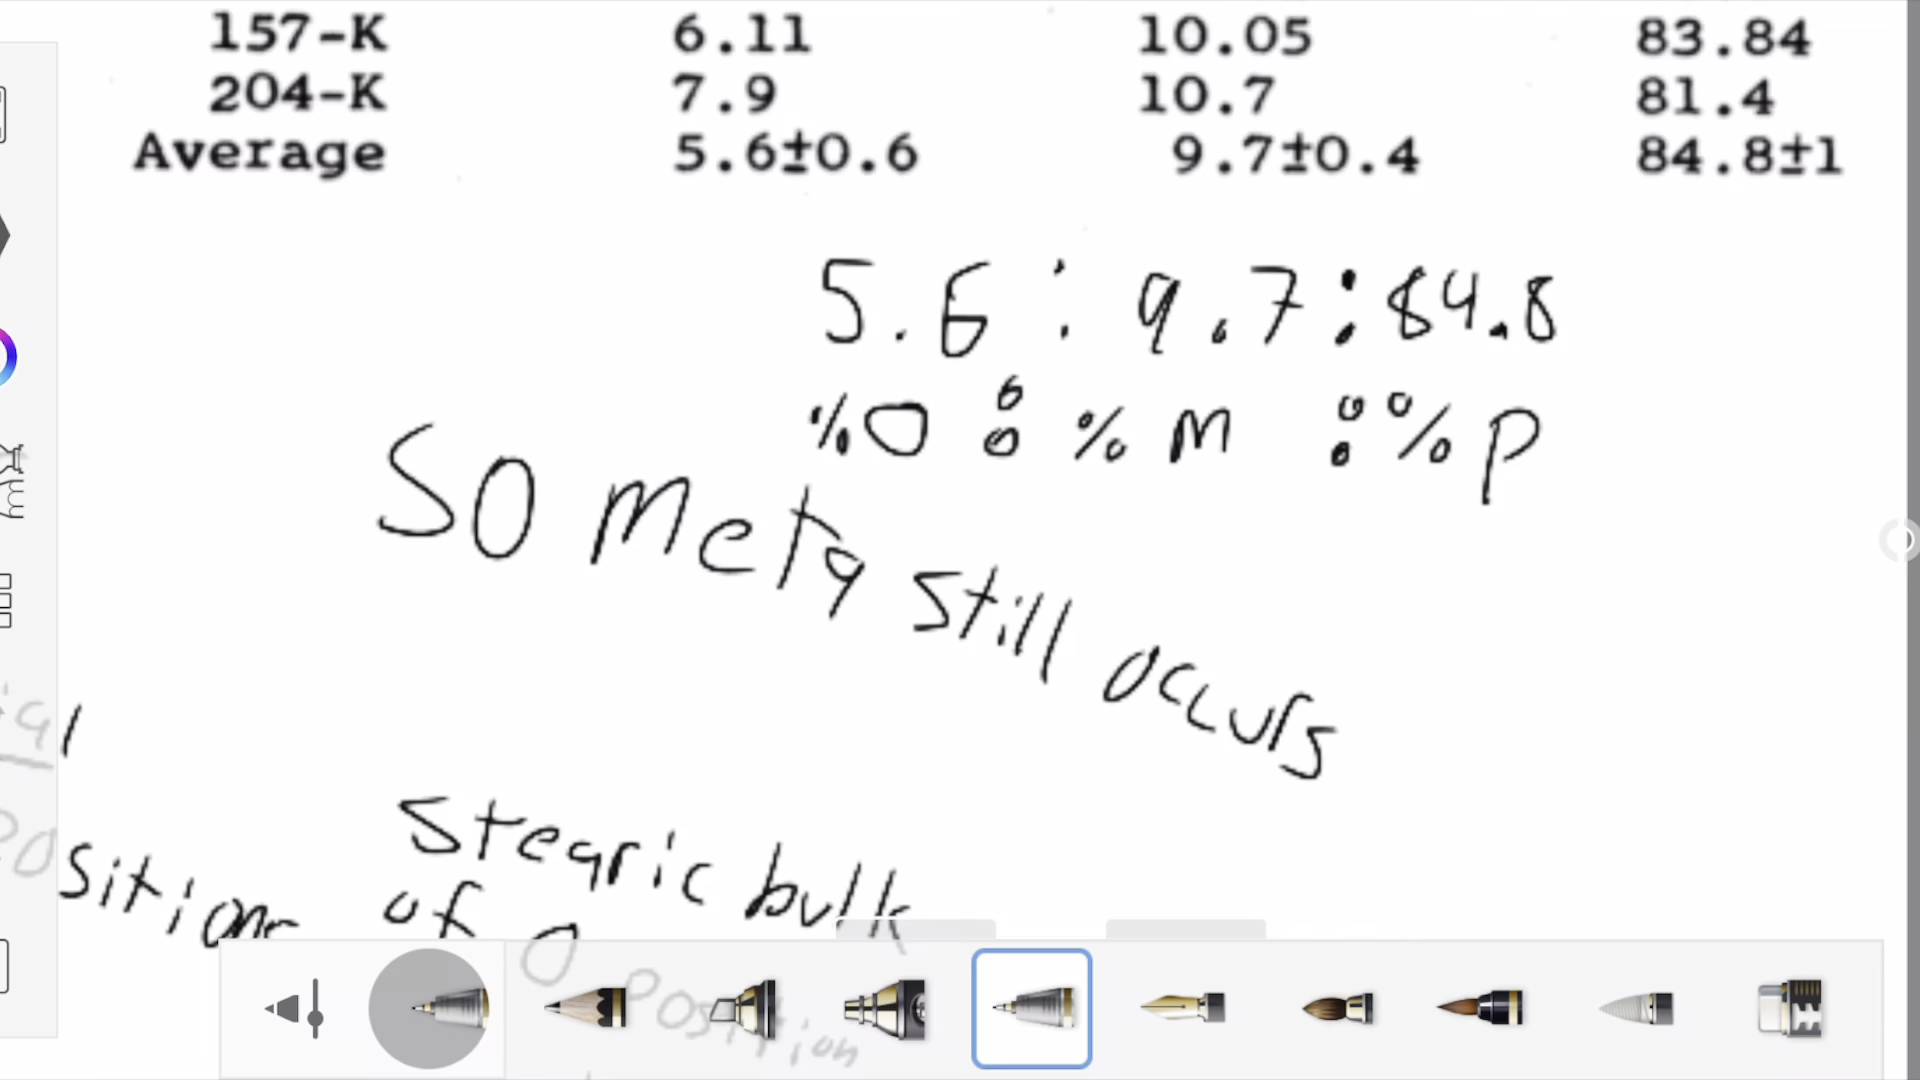 157-K 6.11 10.05 83.84
204-K 7.9 10.7 81.4
Average 5.6±0.6 9.7±0.4 84.8±1
5.6 : 9.7 : 84.8
%O : % M : % P
SO Meta still occurs
stearic bulk
sitions of O position